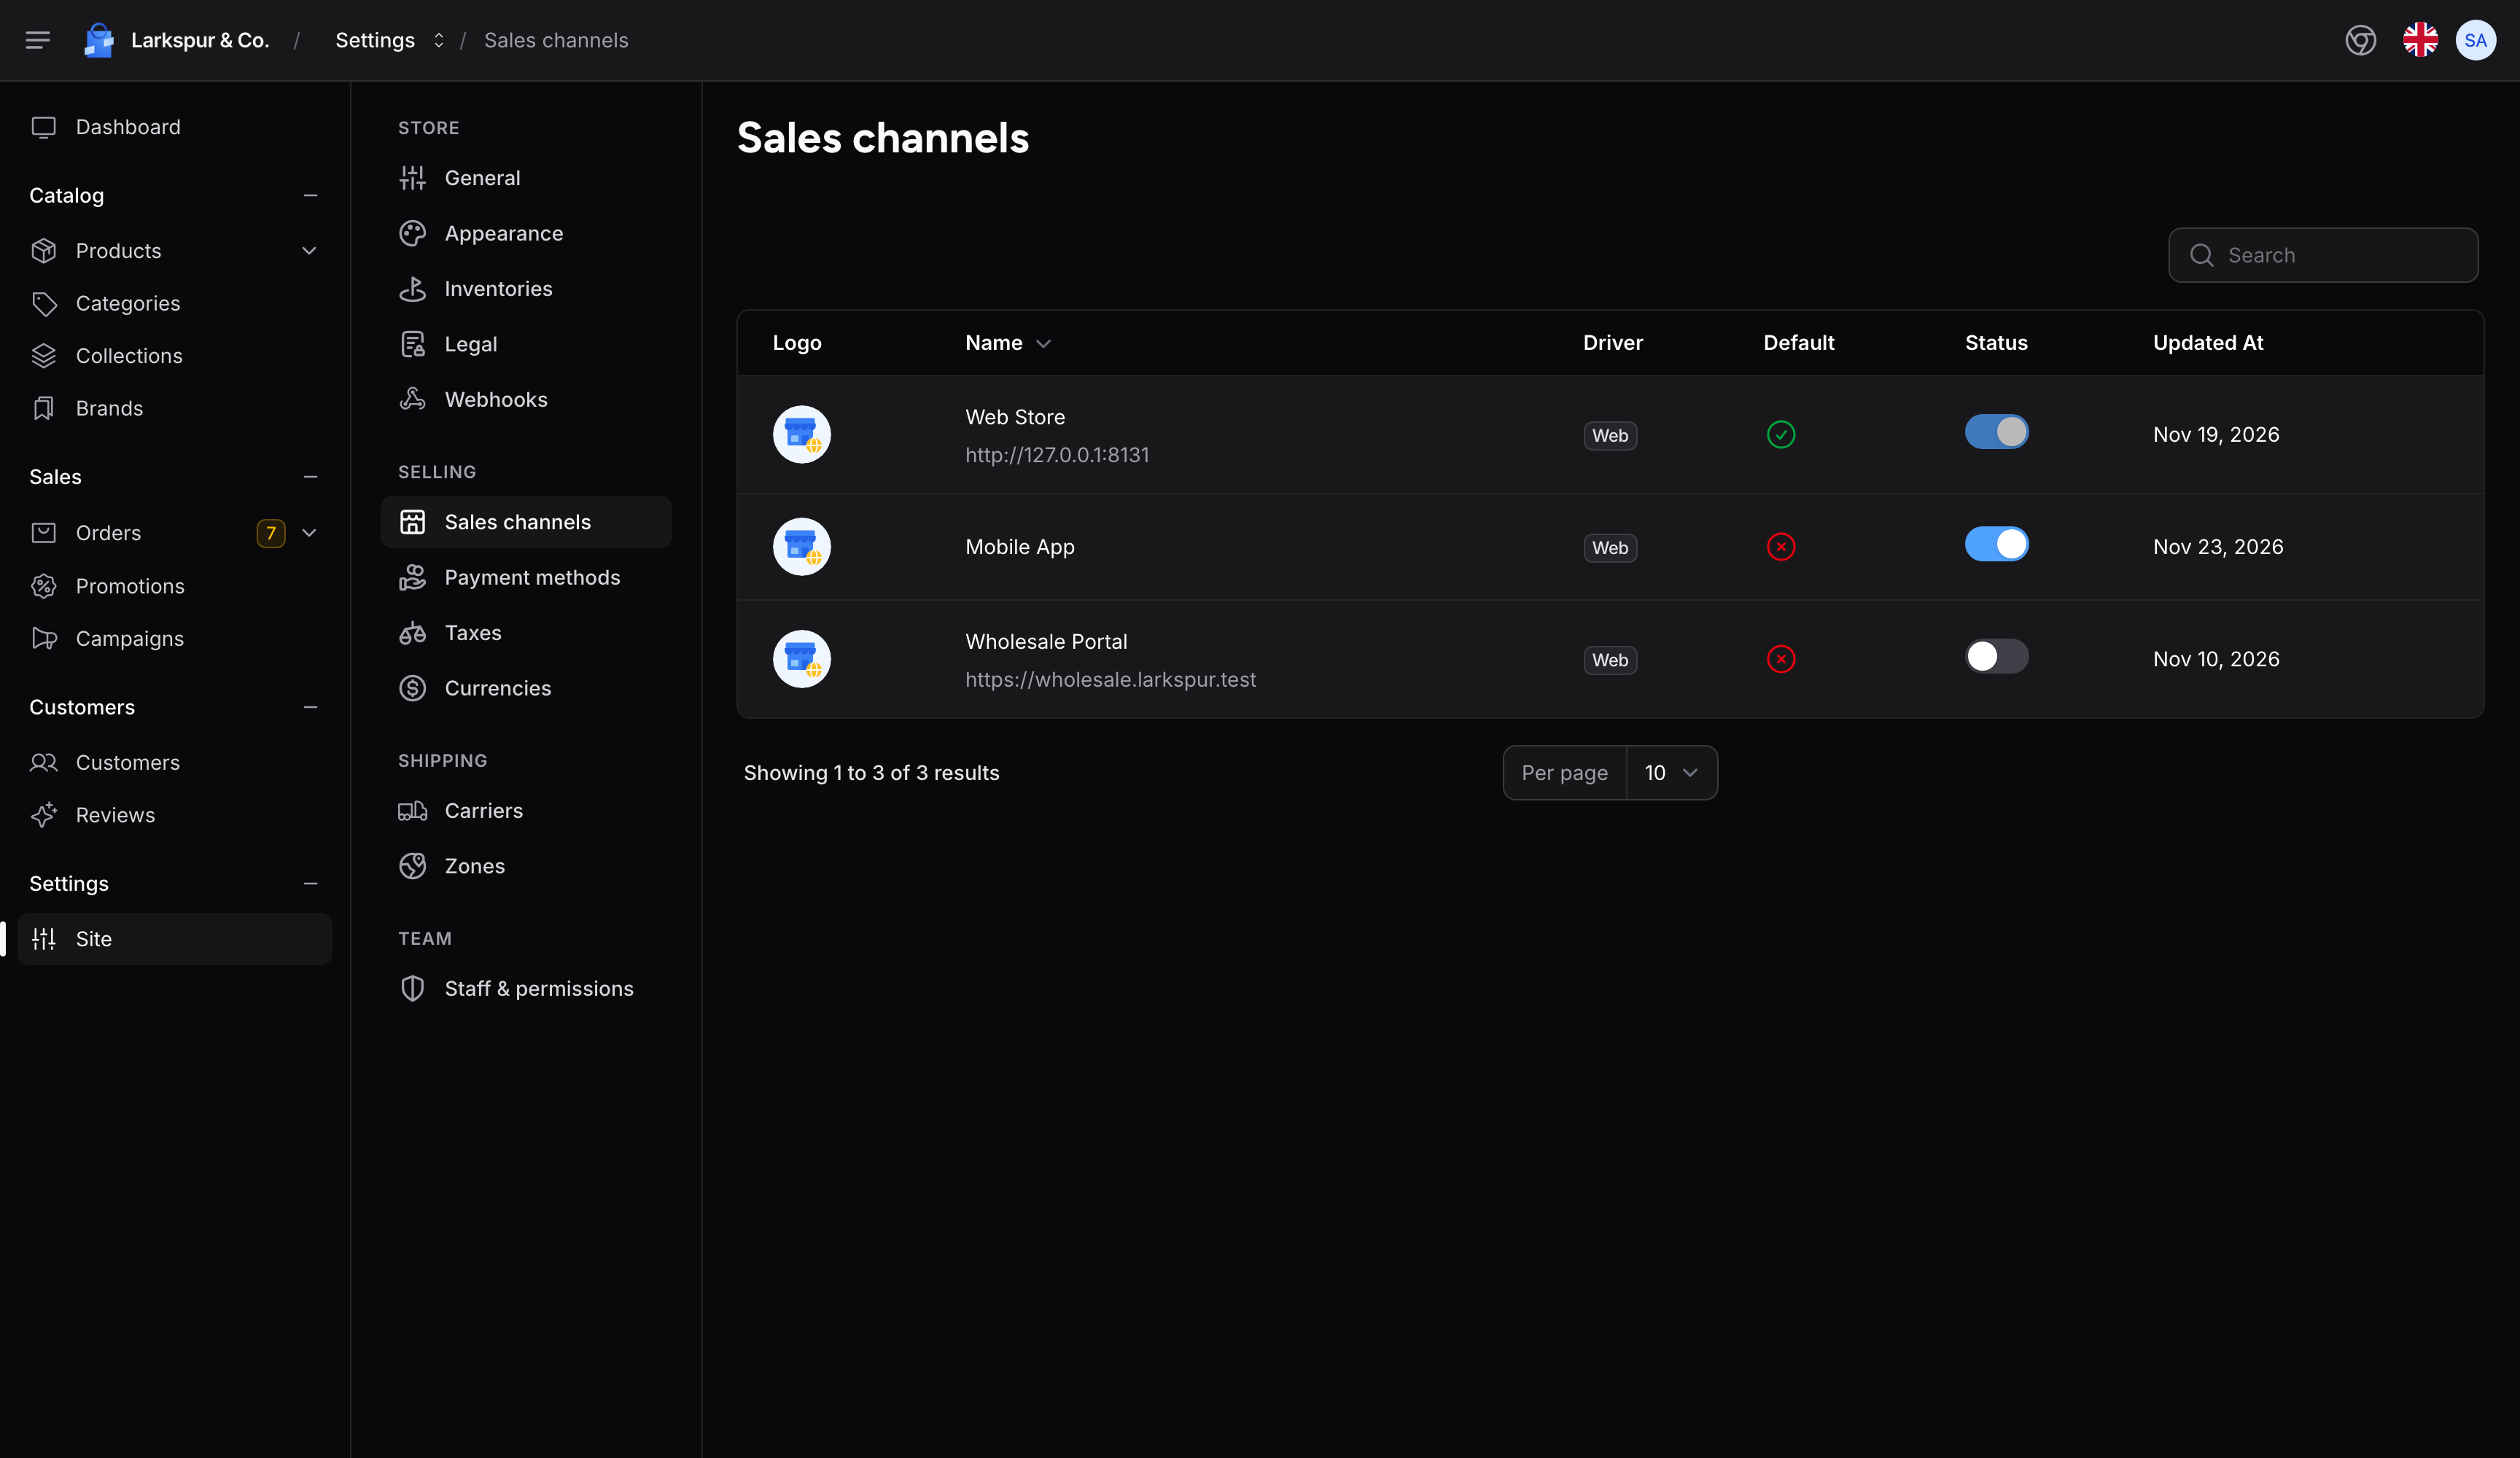 Larkspur & Co. / Settings / Sales channels
SA
Dashboard
Catalog
Products
Categories
Collections
Brands
Sales
Orders 7
Promotions
Campaigns
Customers
Customers
Reviews
Settings
Site
STORE
General
Appearance
Inventories
Legal
Webhooks
SELLING
Sales channels
Payment methods
Taxes
Currencies
SHIPPING
Carriers
Zones
TEAM
Staff & permissions
Sales channels
Search
Logo Name Driver Default Status Updated At
Web Store
http://127.0.0.1:8131
Web
Nov 19, 2026
Mobile App
Web
Nov 23, 2026
Wholesale Portal
https://wholesale.larkspur.test
Web
Nov 10, 2026
Showing 1 to 3 of 3 results
Per page 10